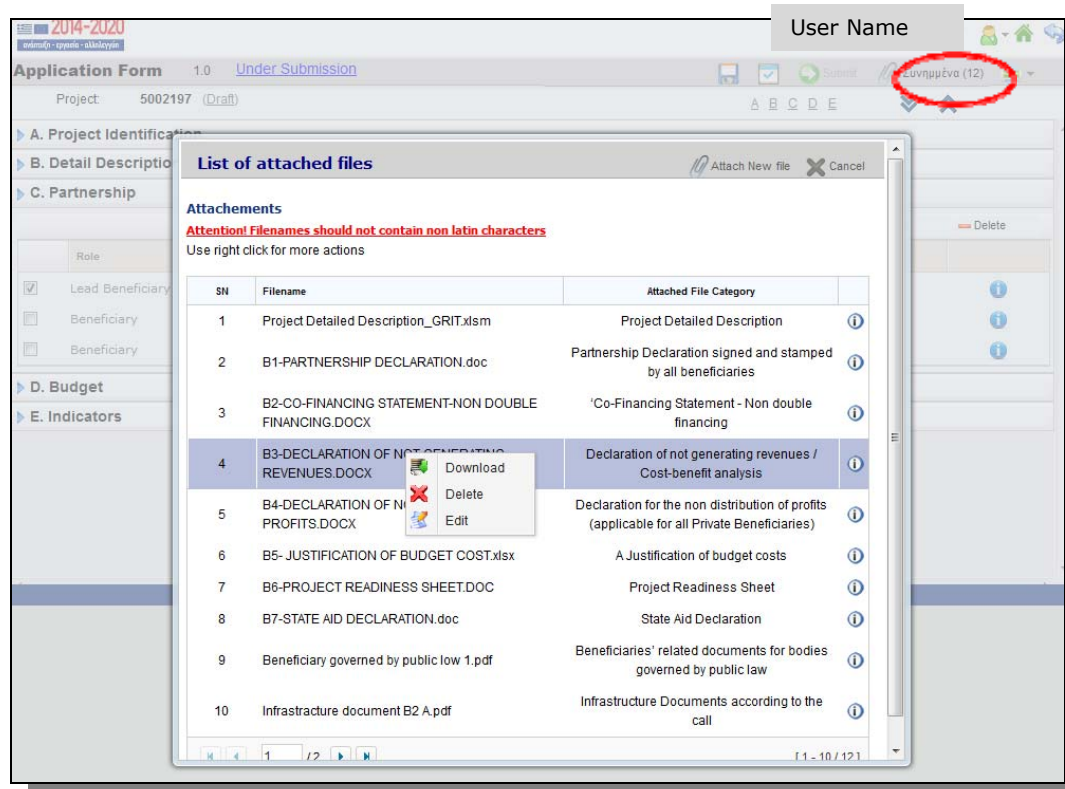 User Name
2014-2020
ανάπτυξη - εργασία - αλληλεγγύη
Application Form 1.0 Under Submission Submit Συνημμένα (12)
Project: 5002197 (Draft) A B C D E
A. Project Identification
B. Detail Descriptio
C. Partnership
Delete
Role
Lead Beneficiary
Beneficiary
Beneficiary
D. Budget
E. Indicators
List of attached files Attach New file Cancel
Attachements
Attention! Filenames should not contain non latin characters
Use right click for more actions
SN Filename Attached File Category
1 Project Detailed Description_GRIT.xlsm Project Detailed Description
2 B1-PARTNERSHIP DECLARATION.doc Partnership Declaration signed and stamped
by all beneficiaries
3 B2-CO-FINANCING STATEMENT-NON DOUBLE
FINANCING.DOCX
'Co-Financing Statement - Non double
financing
4 B3-DECLARATION OF NOT GENERATING
REVENUES.DOCX
Declaration of not generating revenues /
Cost-benefit analysis
Download
Delete
Edit
5 B4-DECLARATION OF N
PROFITS.DOCX
Declaration for the non distribution of profits
(applicable for all Private Beneficiaries)
6 B5- JUSTIFICATION OF BUDGET COST.xlsx A Justification of budget costs
7 B6-PROJECT READINESS SHEET.DOC Project Readiness Sheet
8 B7-STATE AID DECLARATION.doc State Aid Declaration
9 Beneficiary governed by public low 1.pdf Beneficiaries' related documents for bodies
governed by public law
10 Infrastracture document B2 A.pdf Infrastructure Documents according to the
call
1 / 2 [ 1 - 10 / 12 ]